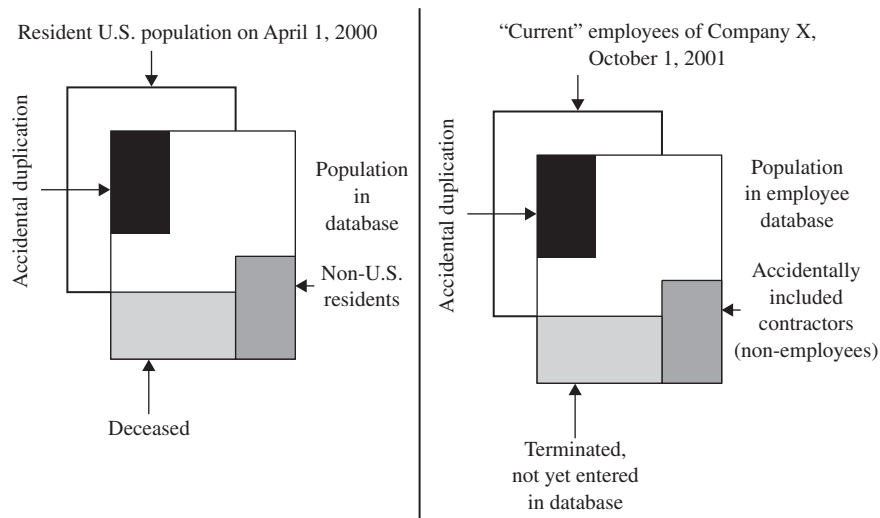 Resident U.S. population on April 1, 2000
Accidental duplication
Population
in
database
Non-U.S.
residents
Deceased
“Current” employees of Company X,
October 1, 2001
Accidental duplication
Population
in employee
database
Accidentally
included
contractors
(non-employees)
Terminated,
not yet entered
in database